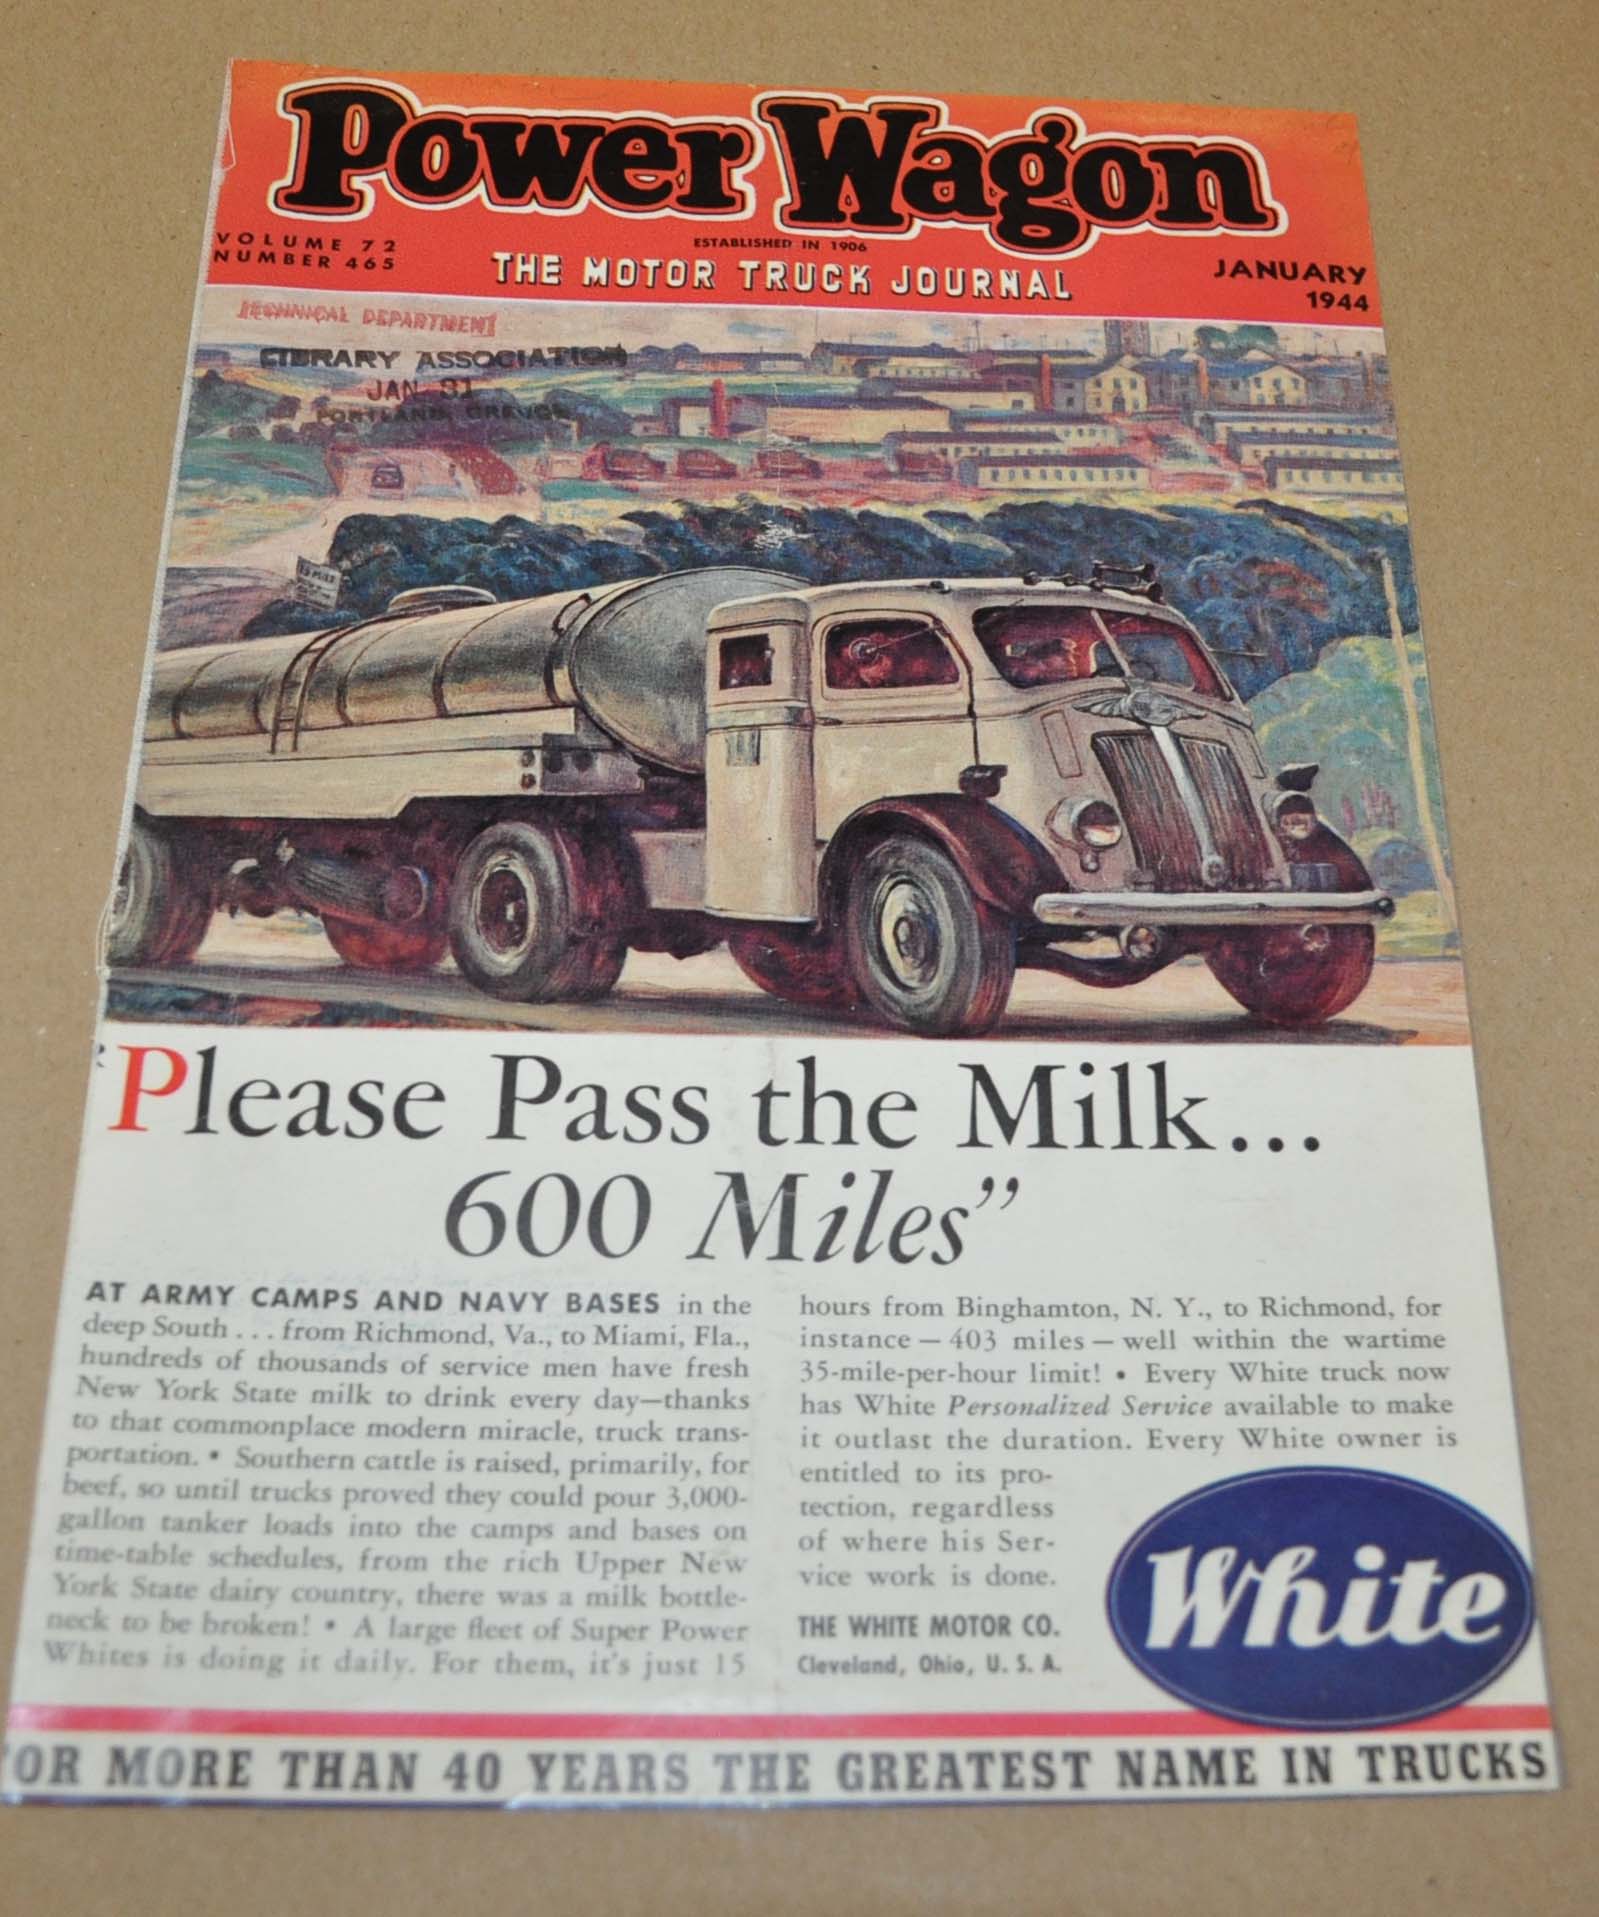 Power Wagon
VOLUME 72
NUMBER 465
ESTABLISHED IN 1906
THE MOTOR TRUCK JOURNAL
JANUARY
1944
TECHNICAL DEPARTMENT
LIBRARY ASSOCIATION
JAN 31
PORTLAND, OREGON
"Please Pass the Milk...
600 Miles"
AT ARMY CAMPS AND NAVY BASES in the
deep South... from Richmond, Va., to Miami, Fla.,
hundreds of thousands of service men have fresh
New York State milk to drink every day—thanks
to that commonplace modern miracle, truck trans-
portation. • Southern cattle is raised, primarily, for
beef, so until trucks proved they could pour 3,000-
gallon tanker loads into the camps and bases on
time-table schedules, from the rich Upper New
York State dairy country, there was a milk bottle-
neck to be broken! • A large fleet of Super Power
Whites is doing it daily. For them, it's just 15
hours from Binghamton, N. Y., to Richmond, for
instance — 403 miles — well within the wartime
35-mile-per-hour limit! • Every White truck now
has White Personalized Service available to make
it outlast the duration. Every White owner is
entitled to its pro-
tection, regardless
of where his Ser-
vice work is done.
THE WHITE MOTOR CO.
Cleveland, Ohio, U. S. A.
White
OR MORE THAN 40 YEARS THE GREATEST NAME IN TRUCKS